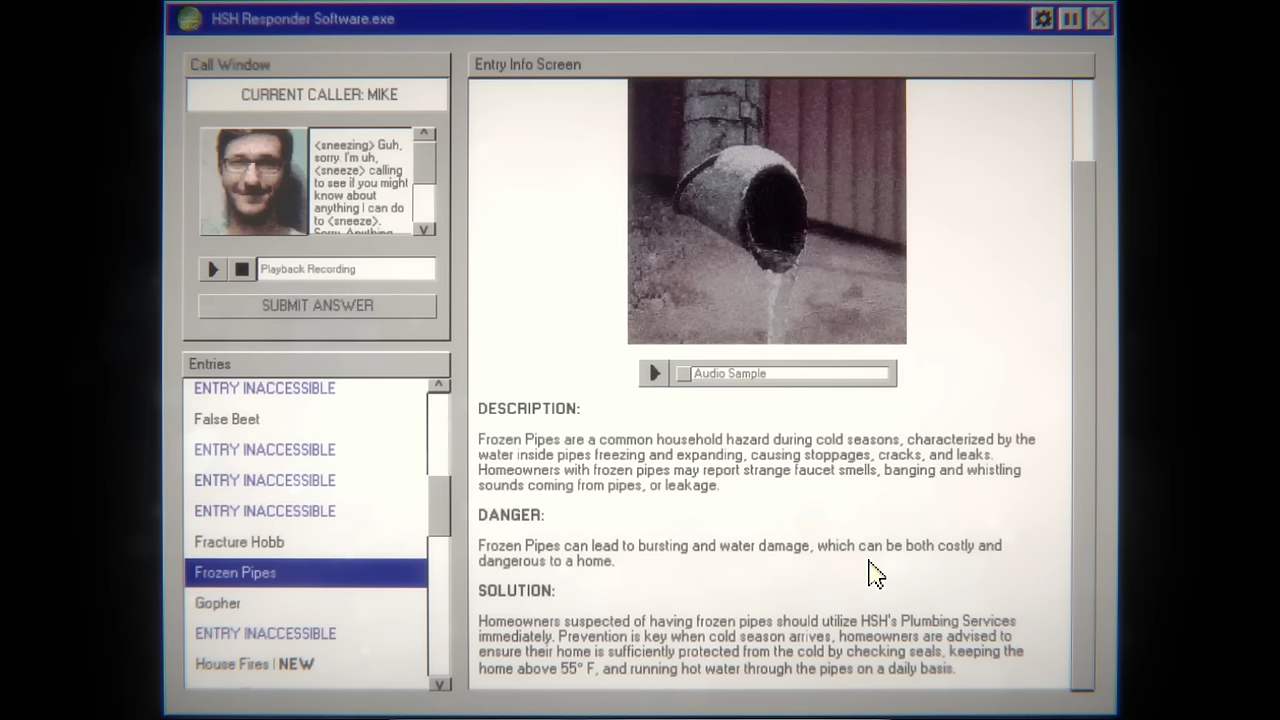 HSH Responder Software.exe
Call Window
CURRENT CALLER: MIKE
<sneezing> Guh,
sorry. I'm uh,
<sneeze> calling
to see if you might
know about
anything I can do
to <sneeze>.
Sorry. Anything
Playback Recording
SUBMIT ANSWER
Entries
ENTRY INACCESSIBLE
False Beet
ENTRY INACCESSIBLE
ENTRY INACCESSIBLE
ENTRY INACCESSIBLE
Fracture Hobb
Frozen Pipes
Gopher
ENTRY INACCESSIBLE
House Fires | NEW
Entry Info Screen
Audio Sample
DESCRIPTION:
Frozen Pipes are a common household hazard during cold seasons, characterized by the
water inside pipes freezing and expanding, causing stoppages, cracks, and leaks.
Homeowners with frozen pipes may report strange faucet smells, banging and whistling
sounds coming from pipes, or leakage.
DANGER:
Frozen Pipes can lead to bursting and water damage, which can be both costly and
dangerous to a home.
SOLUTION:
Homeowners suspected of having frozen pipes should utilize HSH's Plumbing Services
immediately. Prevention is key when cold season arrives, homeowners are advised to
ensure their home is sufficiently protected from the cold by checking seals, keeping the
home above 55° F, and running hot water through the pipes on a daily basis.